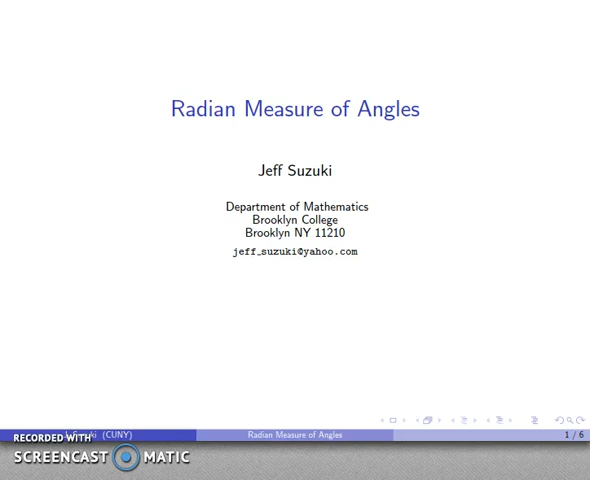 Radian Measure of Angles
Jeff Suzuki
Department of Mathematics
Brooklyn College
Brooklyn NY 11210
jeff_suzuki@yahoo.com
(CUNY)
Radian Measure of Angles
1 / 6
RECORDED WITH
SCREENCAST MATIC